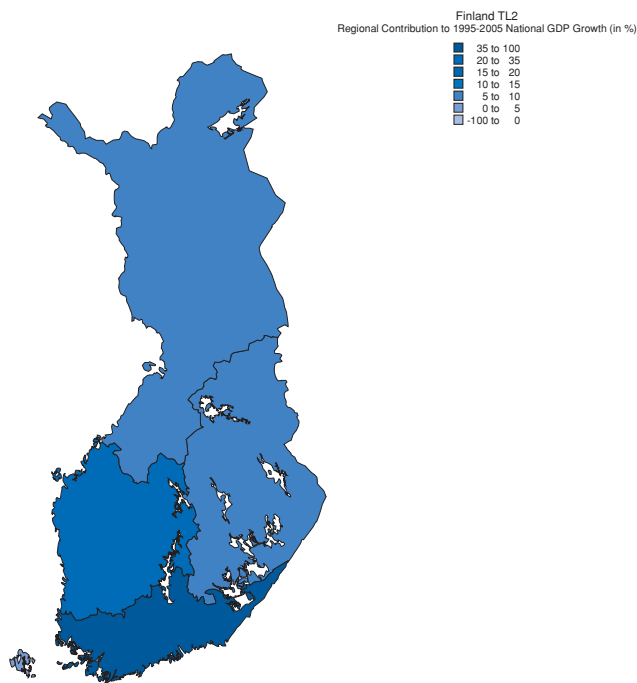 Finland TL2
Regional Contribution to 1995-2005 National GDP Growth (in %)
35 to 100
20 to 35
15 to 20
10 to 15
5 to 10
0 to 5
-100 to 0